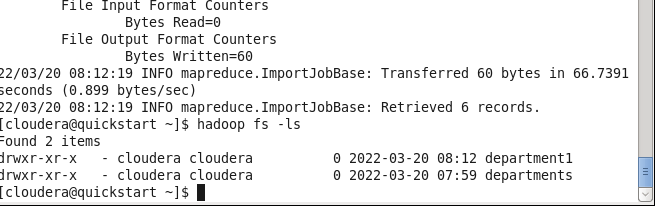 File Input Format Counters
Bytes Read=0
File Output Format Counters
Bytes Written=60
22/03/20 08:12:19 INFO mapreduce.ImportJobBase: Transferred 60 bytes in 66.7391
seconds (0.899 bytes/sec)
22/03/20 08:12:19 INFO mapreduce.ImportJobBase: Retrieved 6 records.
[cloudera@quickstart ~]$ hadoop fs -ls
Found 2 items
drwxr-xr-x   - cloudera cloudera          0 2022-03-20 08:12 department1
drwxr-xr-x   - cloudera cloudera          0 2022-03-20 07:59 departments
[cloudera@quickstart ~]$